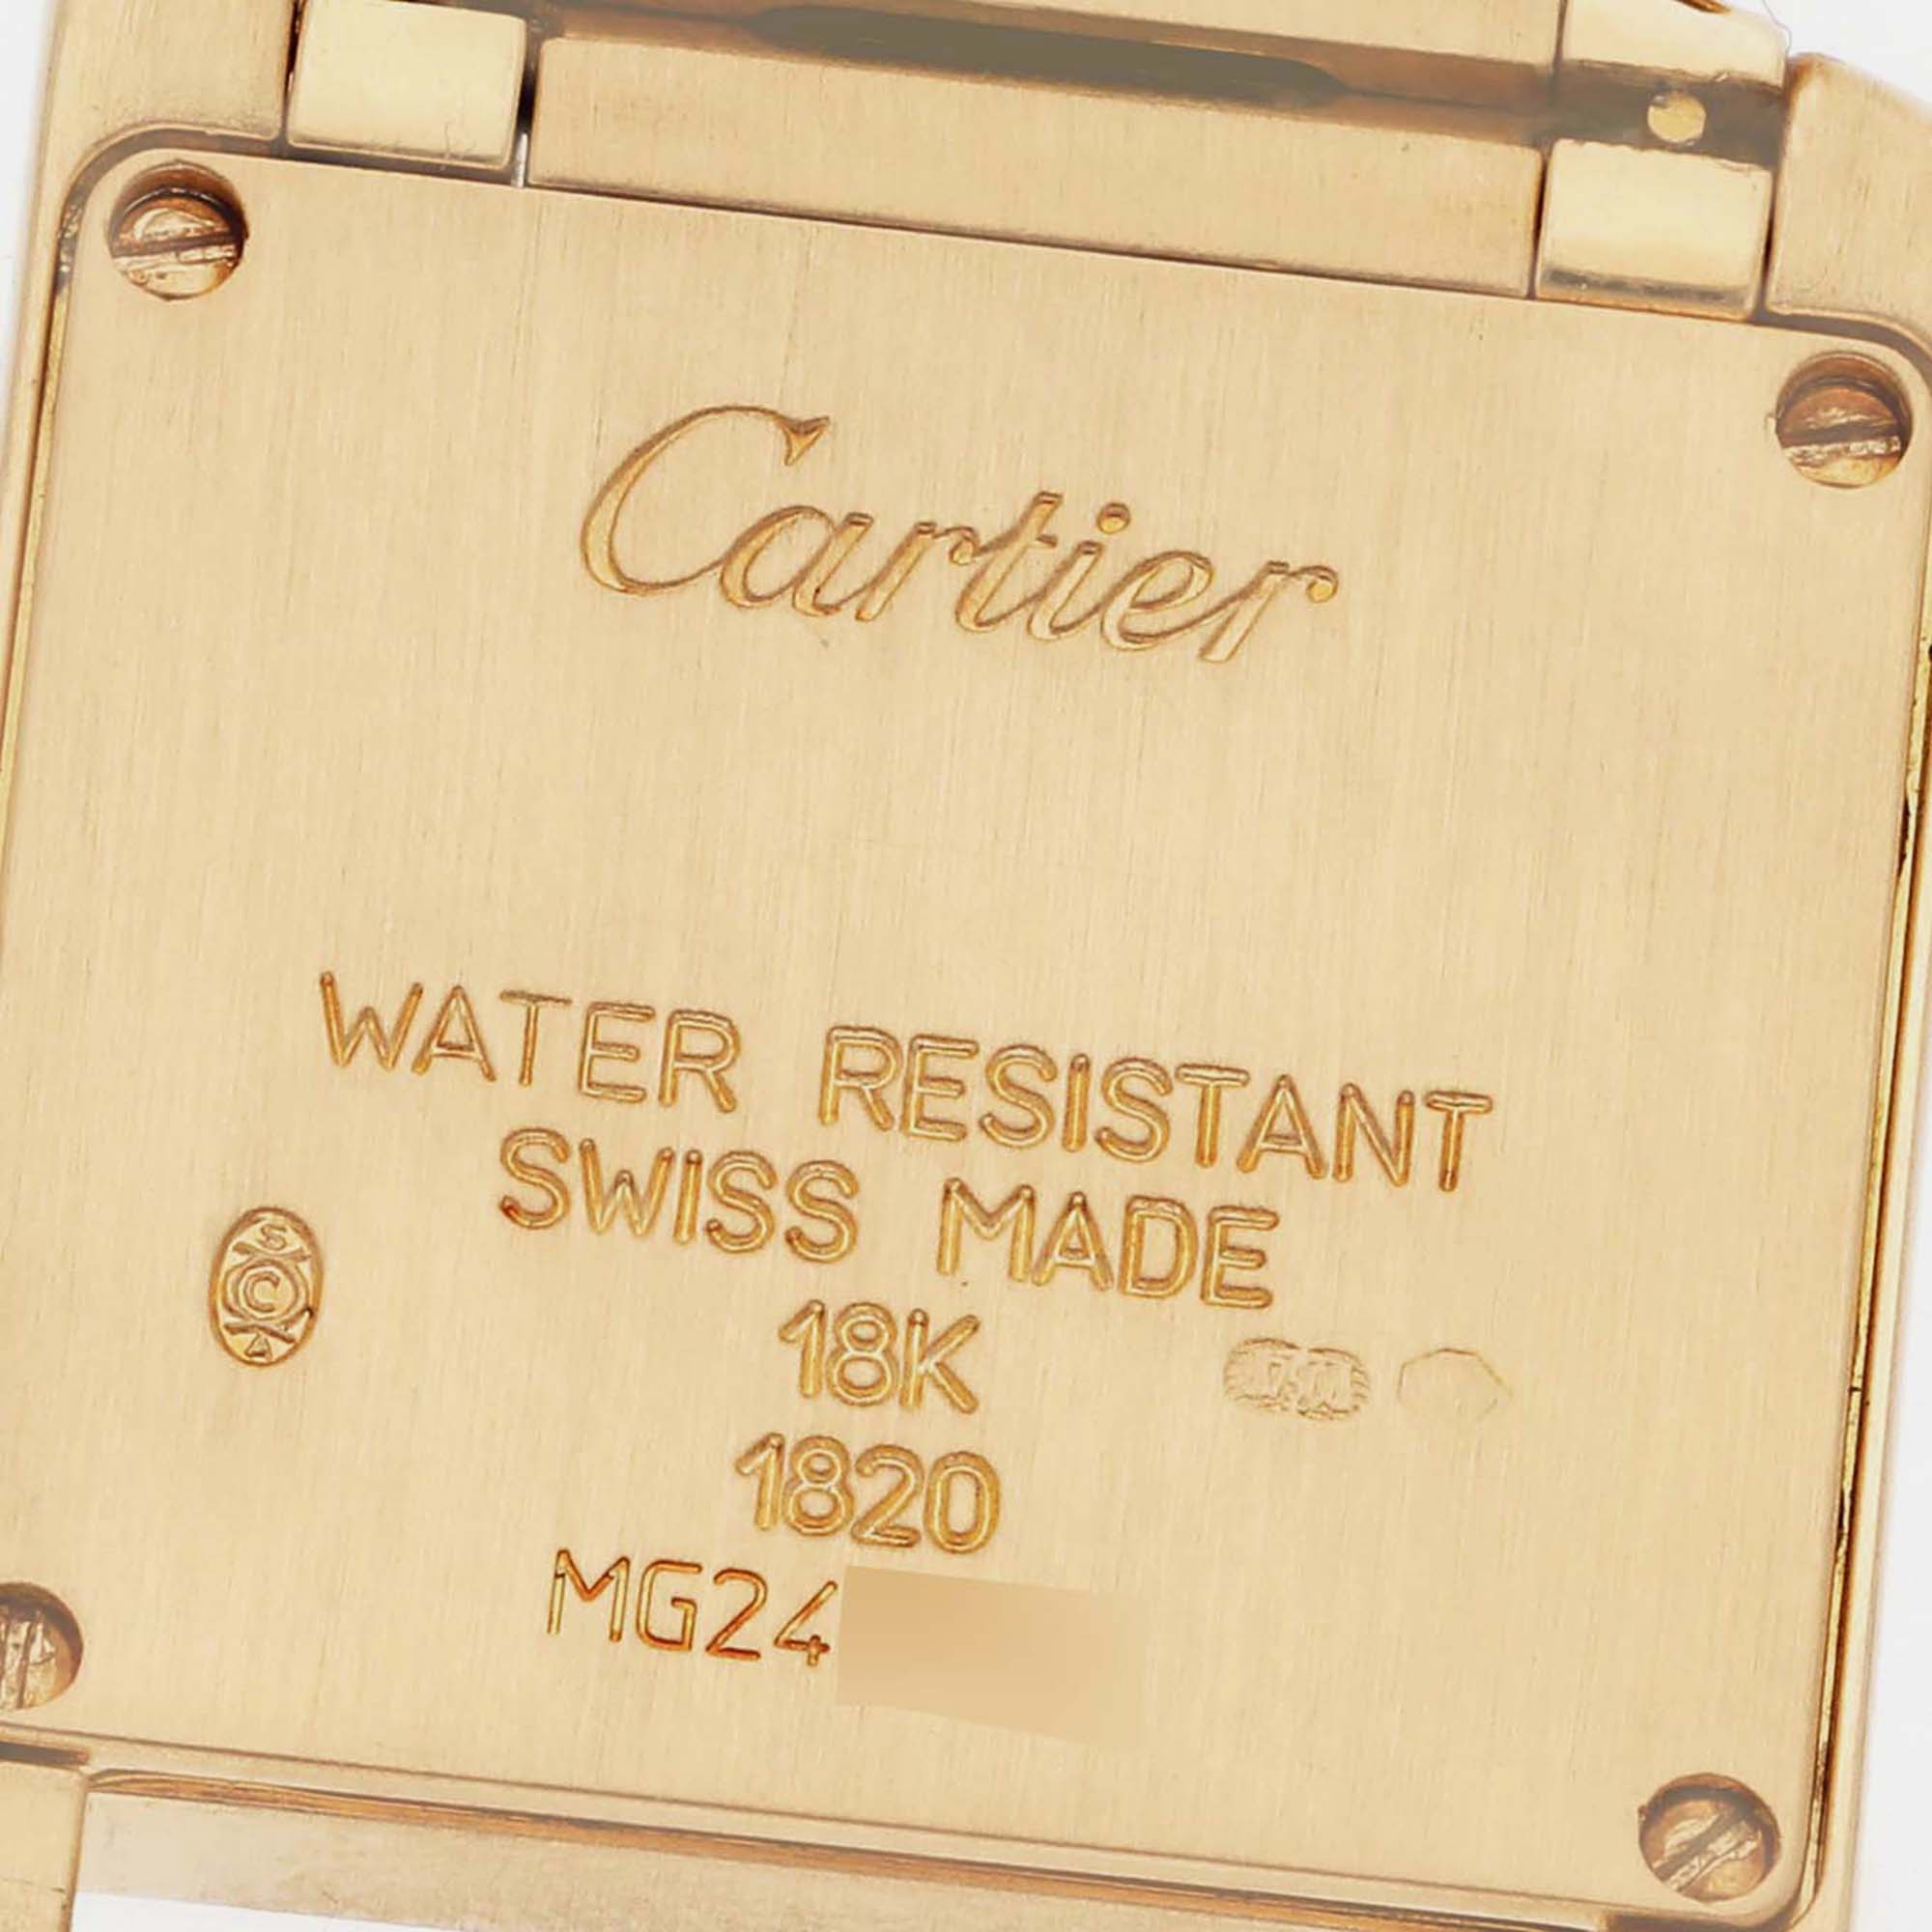 Cartier
WATER RESISTANT
SWISS MADE
S
C
A
18K
1820
MG24